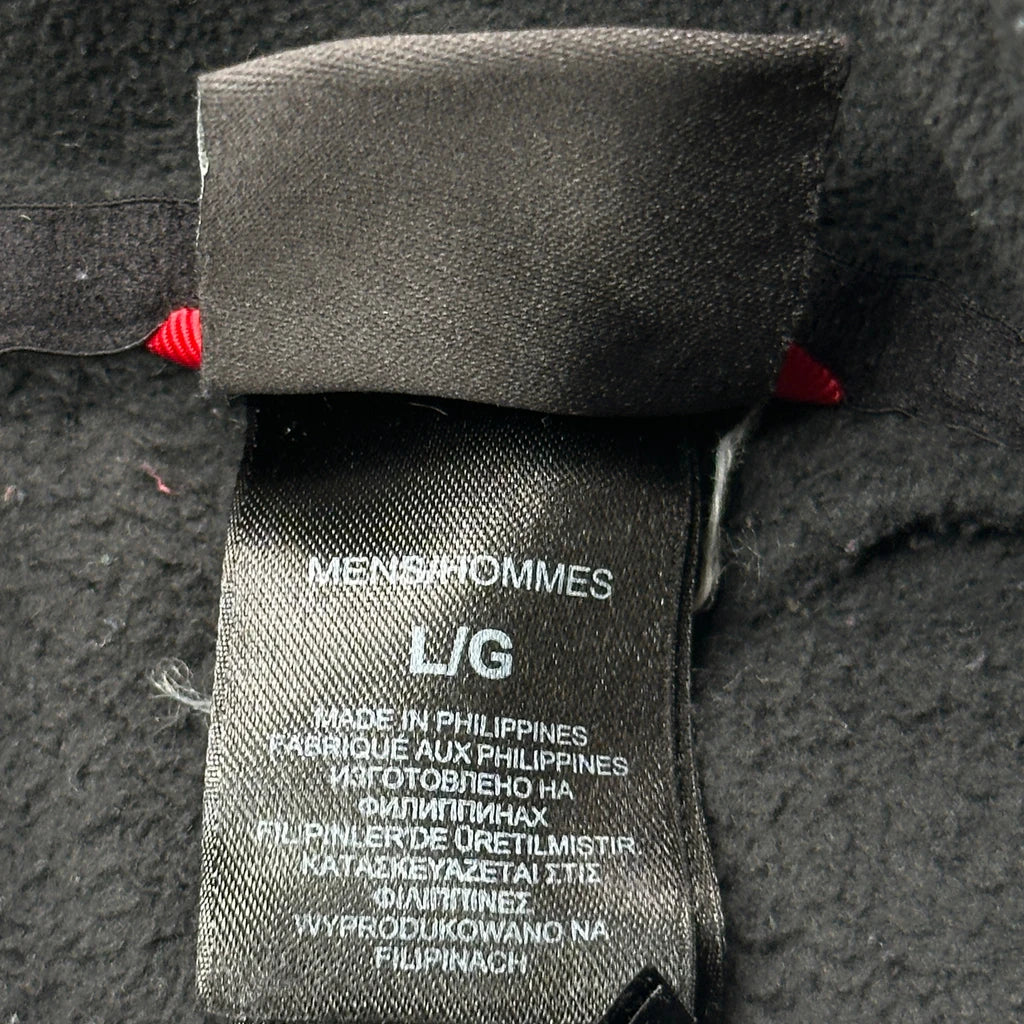 MENS/HOMMES
L/G
MADE IN PHILIPPINES
FABRIQUÉ AUX PHILIPPINES
ИЗГОТОВЛЕНО НА
ФИЛИППИНАХ
FILIPINLER'DE ÜRETILMISTIR.
ΚΑΤΑΣΚΕΥΑΖΕΤΑΙ ΣΤΙΣ
ΦΙΛΙΠΠΙΝΕΣ
WYPRODUKOWANO NA
FILIPINACH